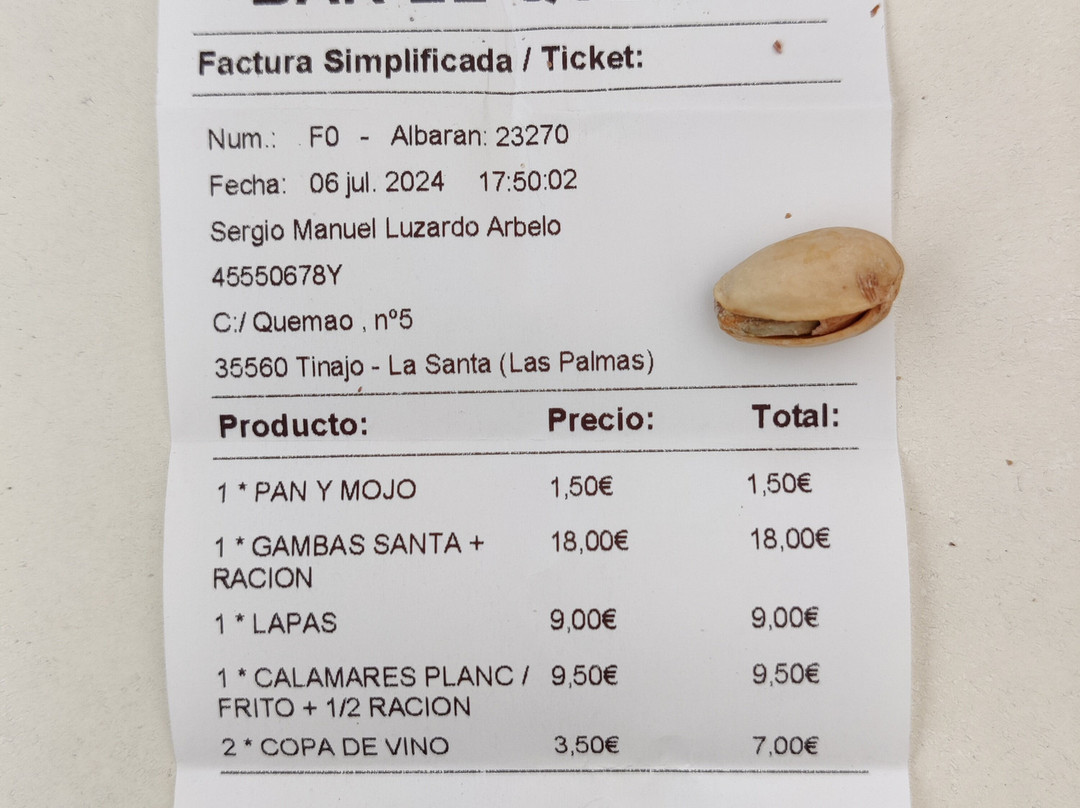 Factura Simplificada / Ticket:
Num.: F0 - Albaran: 23270
Fecha: 06 jul. 2024 17:50:02
Sergio Manuel Luzardo Arbelo
45550678Y
C:/ Quemao , nº5
35560 Tinajo - La Santa (Las Palmas)
Producto: Precio: Total:
1 * PAN Y MOJO 1,50€ 1,50€
1 * GAMBAS SANTA + 18,00€ 18,00€
RACION
1 * LAPAS 9,00€ 9,00€
1 * CALAMARES PLANC / 9,50€ 9,50€
FRITO + 1/2 RACION
2 * COPA DE VINO 3,50€ 7,00€